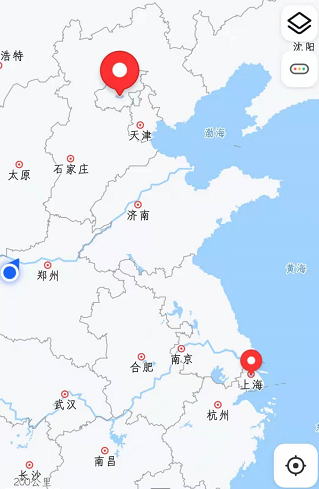 沈阳
浩特
天津
渤海
石家庄
太原
济南
黄海
郑州
南京
合肥
上海
武汉
杭州
南昌
长沙
200公里